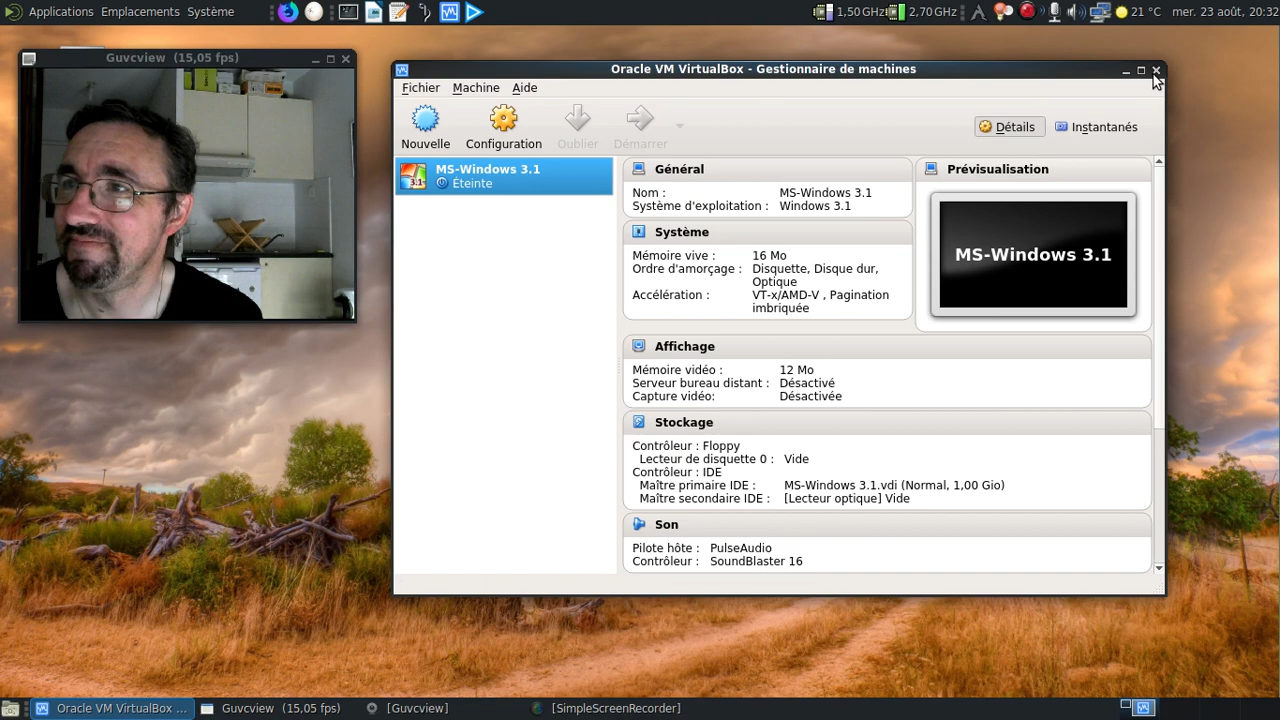 Applications Emplacements Système 1,50 GHz 2,70 GHz 21 °C mer. 23 août, 20:32
Guvcview (15,05 fps)
Oracle VM VirtualBox - Gestionnaire de machines
Fichier Machine Aide
Nouvelle Configuration Oublier Démarrer Détails Instantanés
MS-Windows 3.1
Éteinte
3.1
Général
Nom : MS-Windows 3.1
Système d'exploitation : Windows 3.1
Prévisualisation
MS-Windows 3.1
Système
Mémoire vive : 16 Mo
Ordre d'amorçage : Disquette, Disque dur,
Optique
Accélération : VT-x/AMD-V , Pagination
imbriquée
Affichage
Mémoire vidéo : 12 Mo
Serveur bureau distant : Désactivé
Capture vidéo: Désactivée
Stockage
Contrôleur : Floppy
Lecteur de disquette 0 : Vide
Contrôleur : IDE
Maître primaire IDE : MS-Windows 3.1.vdi (Normal, 1,00 Gio)
Maître secondaire IDE : [Lecteur optique] Vide
Son
Pilote hôte : PulseAudio
Contrôleur : SoundBlaster 16
Oracle VM VirtualBox ... Guvcview (15,05 fps) [Guvcview] [SimpleScreenRecorder]